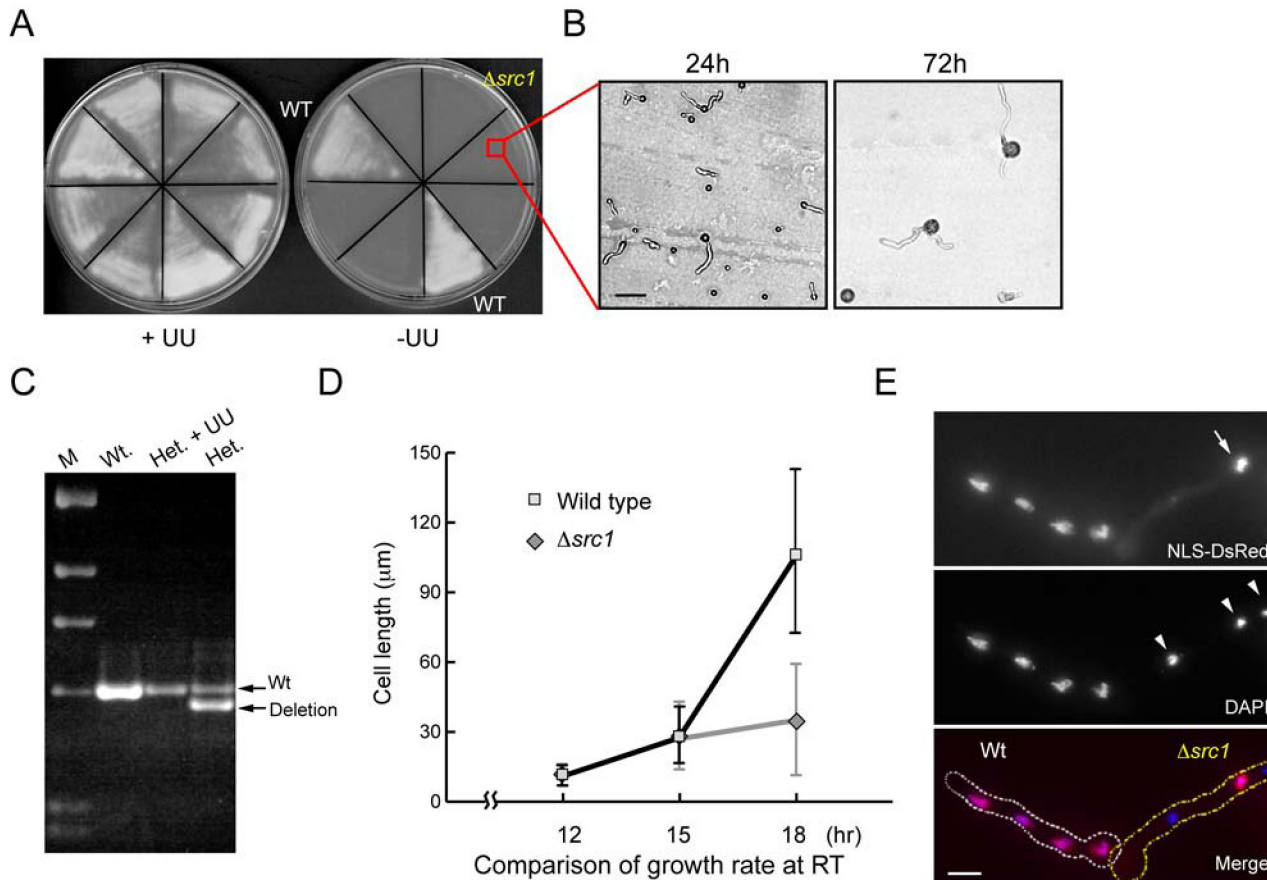 A
B
24h
72h
WT
Δsrc1
WT
+ UU
-UU
C
D
E
M
Wt.
Het. + UU
Het.
Wt
Deletion
150
120
90
60
30
0
Cell length (μm)
Wild type
Δsrc1
12
15
18
(hr)
Comparison of growth rate at RT
NLS-DsRed
DAPI
Wt
Δsrc1
Merge